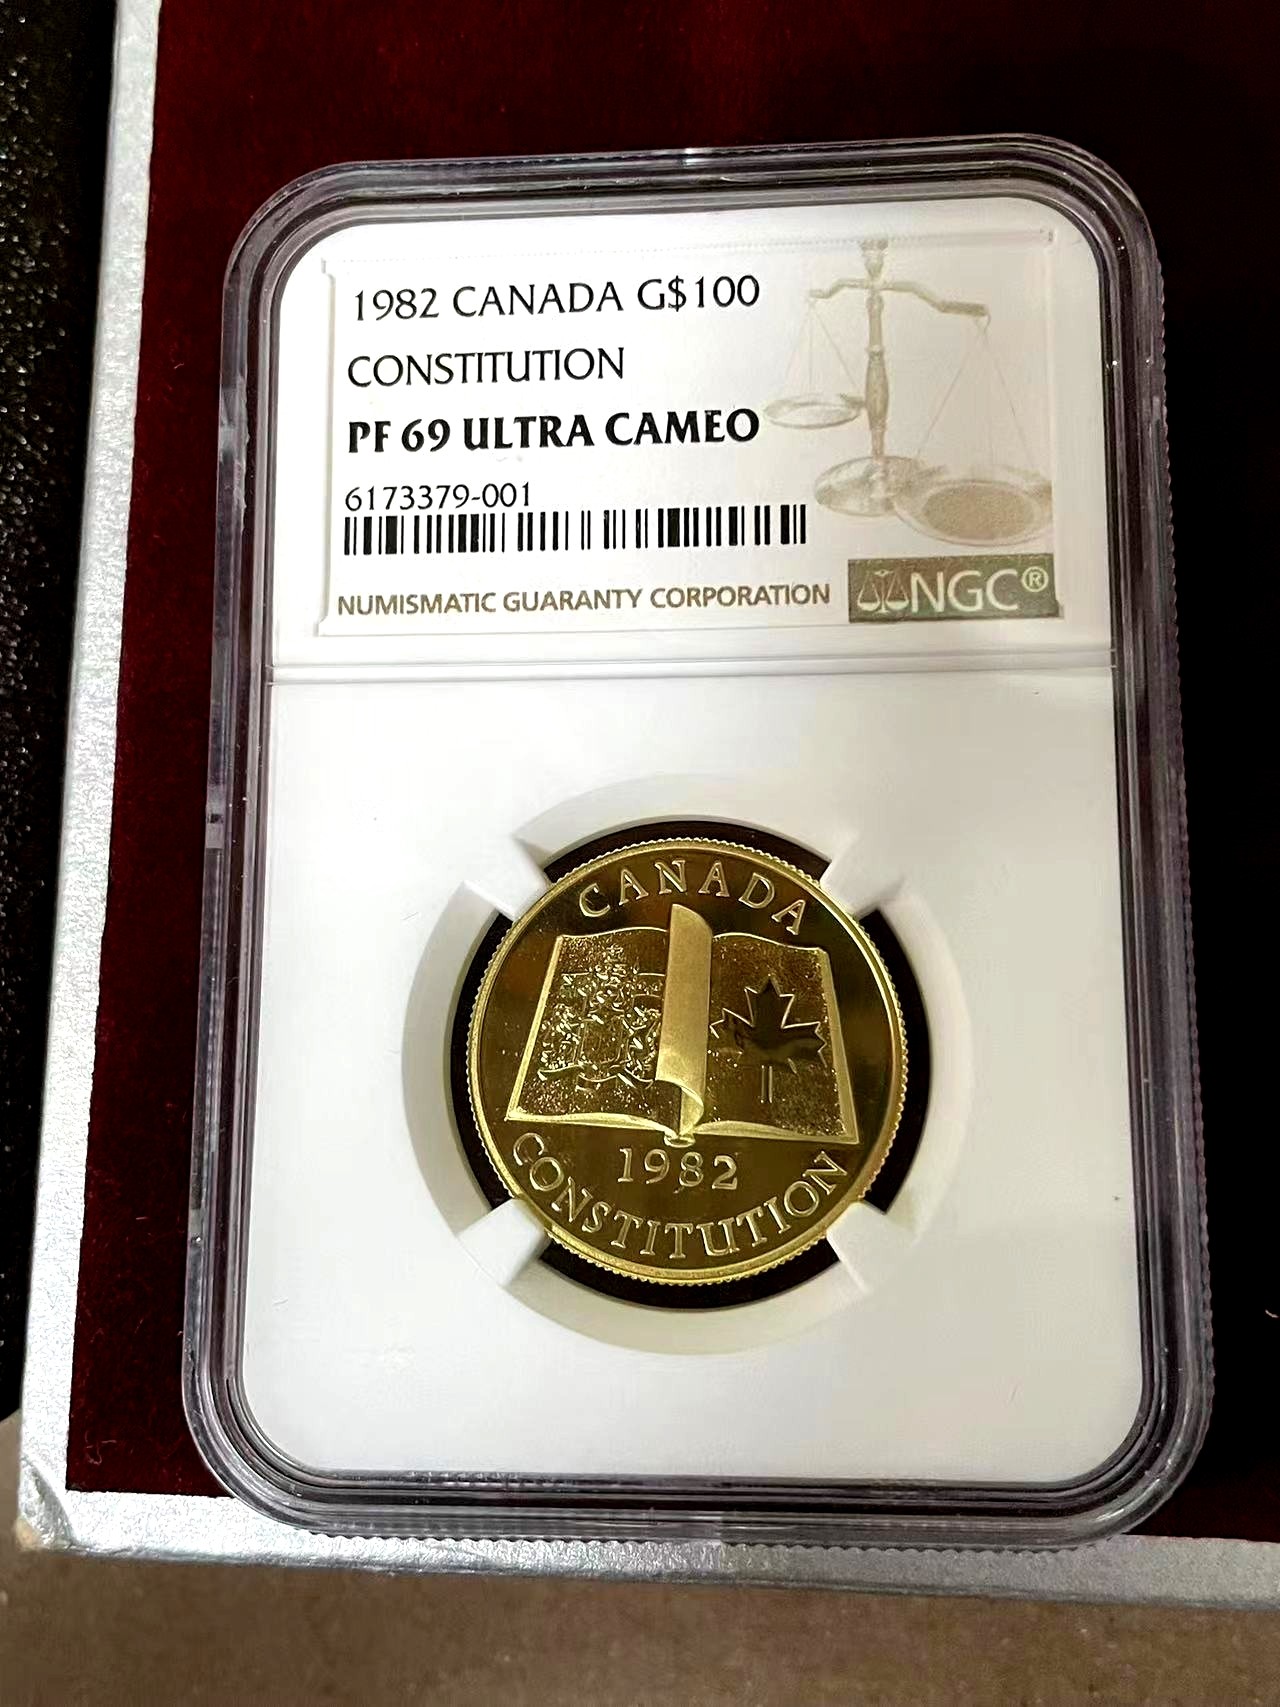 1982 CANADA G$100
CONSTITUTION
PF 69 ULTRA CAMEO
6173379-001
NUMISMATIC GUARANTY CORPORATION
NGC®
CANADA
1982
CONSTITUTION